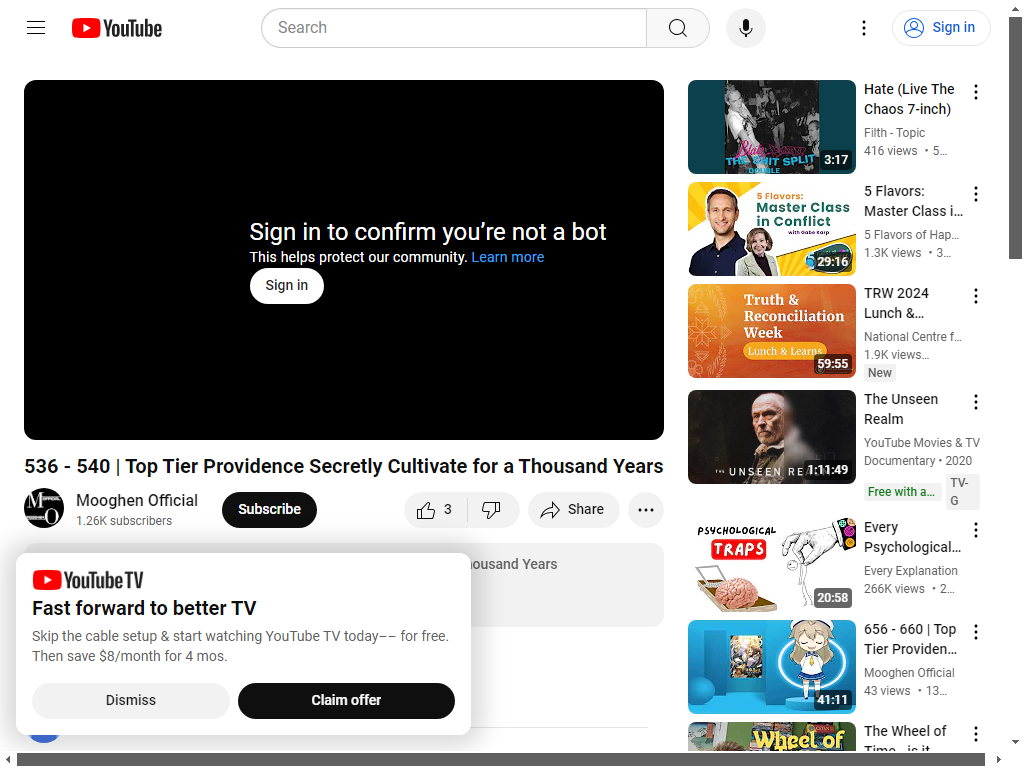 YouTube
Search
Sign in
Sign in to confirm you're not a bot
This helps protect our community. Learn more
Sign in
536 - 540 | Top Tier Providence Secretly Cultivate for a Thousand Years
Mooghen Official
1.26K subscribers
Subscribe
3
Share
housand Years
YouTube TV
Fast forward to better TV
Skip the cable setup & start watching YouTube TV today–– for free.
Then save $8/month for 4 mos.
Dismiss
Claim offer
THE SHIT SPLIT
DOUBLE
3:17
Hate (Live The
Chaos 7-inch)
Filth - Topic
416 views • 5...
5 Flavors:
Master Class
in Conflict
with Gabe Karp
29:16
5 Flavors:
Master Class i...
5 Flavors of Hap...
1.3K views • 3...
Truth &
Reconciliation
Week
Lunch & Learns
59:55
TRW 2024
Lunch &...
National Centre f...
1.9K views...
New
THE UNSEEN REA
1:11:49
The Unseen
Realm
YouTube Movies & TV
Documentary • 2020
Free with a...
TV-
G
PSYCHOLOGICAL
TRAPS
20:58
Every
Psychological...
Every Explanation
266K views • 2...
41:11
656 - 660 | Top
Tier Providen...
Mooghen Official
43 views • 13...
Wheel of
The Wheel of
Time - is it